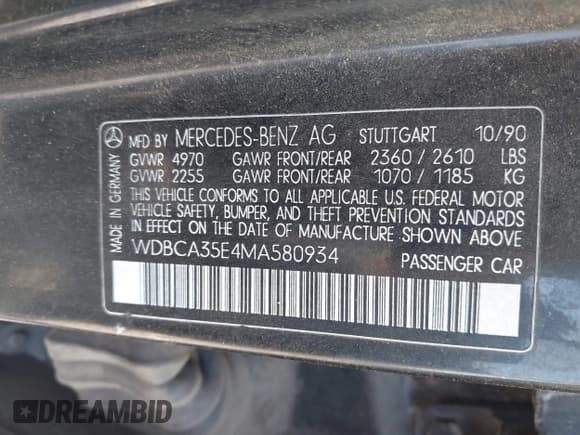 MADE IN GERMANY
MFD BY MERCEDES-BENZ AG STUTTGART 10/90
GVWR 4970 GAWR FRONT/REAR 2360 / 2610 LBS
GVWR 2255 GAWR FRONT/REAR 1070 / 1185 KG
THIS VEHICLE CONFORMS TO ALL APPLICABLE U.S. FEDERAL MOTOR
VEHICLE SAFETY, BUMPER, AND THEFT PREVENTION STANDARDS
IN EFFECT ON THE DATE OF MANUFACTURE SHOWN ABOVE
WDBCA35E4MA580934 PASSENGER CAR
DREAMBID